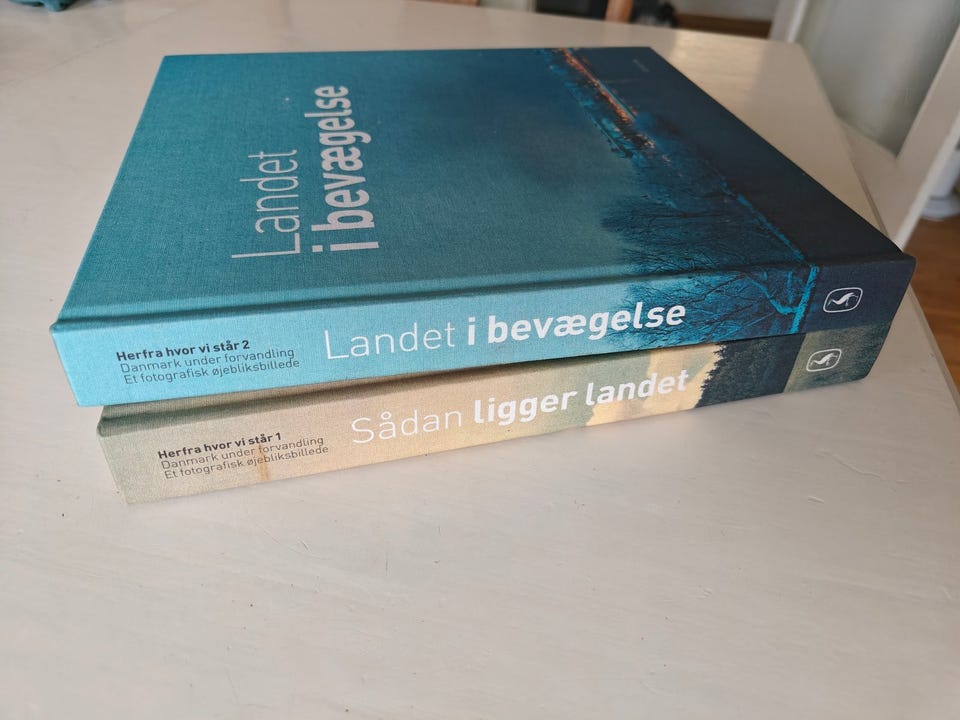 Landet
i bevægelse
Herfra hvor vi står 2
Danmark under forvandling
Et fotografisk øjebliksbillede
Landet i bevægelse
Herfra hvor vi står 1
Danmark under forvandling
Et fotografisk øjebliksbillede
Sådan ligger landet